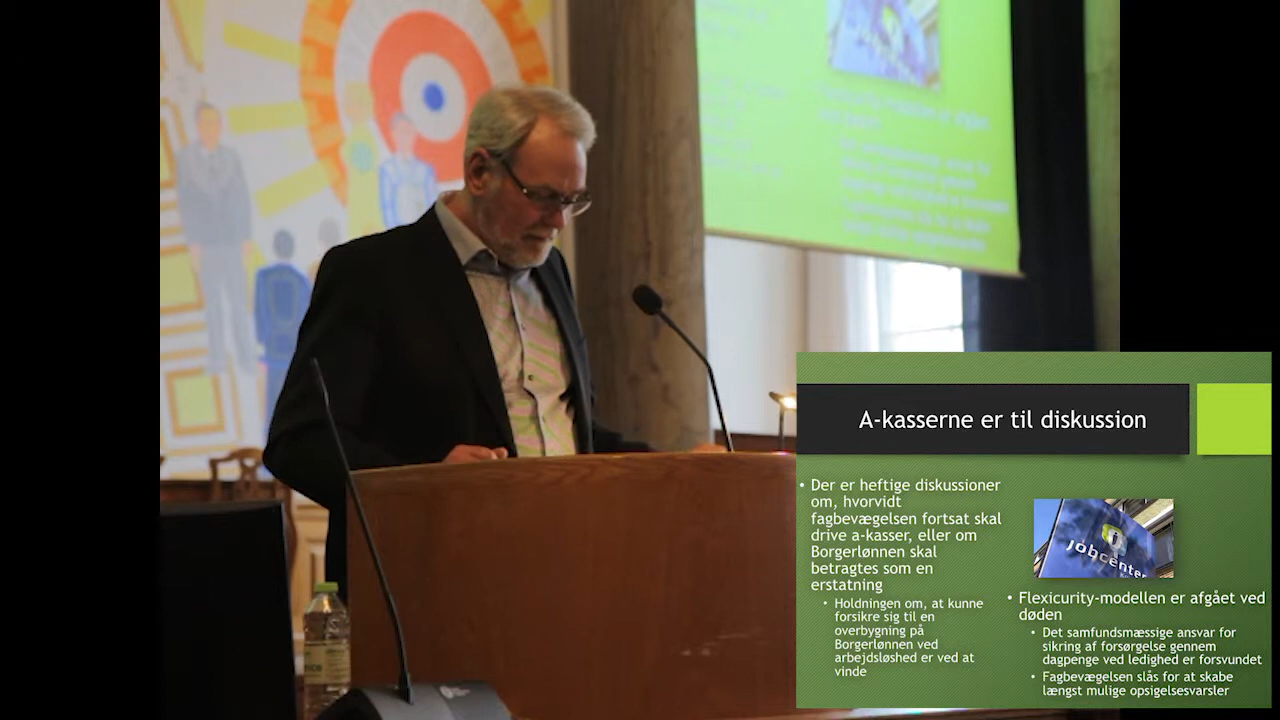 A-kasserne er til diskussion
• Der er heftige diskussioner
om, hvorvidt
fagbevægelsen fortsat skal
drive a-kasser, eller om
Borgerlønnen skal
betragtes som en
erstatning
• Holdningen om, at kunne
forsikre sig til en
overbygning på
Borgerlønnen ved
arbejdsløshed er ved at
vinde
jobcenter
• Flexicurity-modellen er afgået ved
døden
• Det samfundsmæssige ansvar for
sikring af forsørgelse gennem
dagpenge ved ledighed er forsvundet
• Fagbevægelsen slås for at skabe
længst mulige opsigelsesvarsler